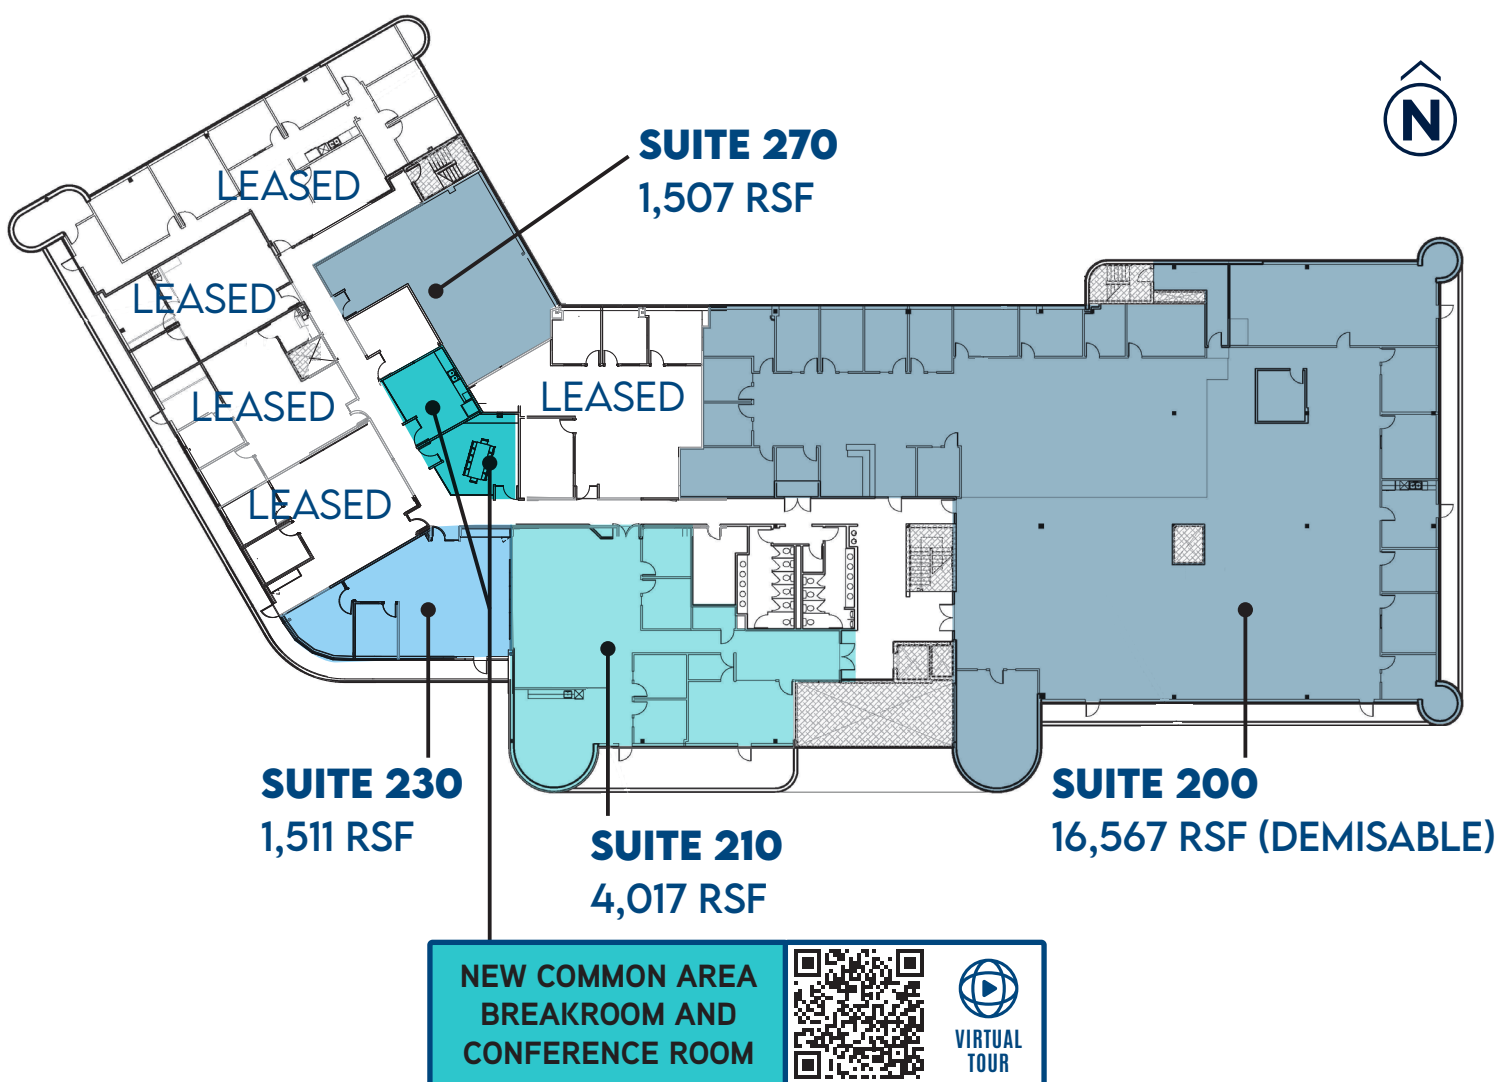 N
SUITE 270
1,507 RSF
LEASED
LEASED
LEASED
LEASED
LEASED
SUITE 230
1,511 RSF
SUITE 210
4,017 RSF
SUITE 200
16,567 RSF (DEMISABLE)
NEW COMMON AREA
BREAKROOM AND
CONFERENCE ROOM
VIRTUAL
TOUR